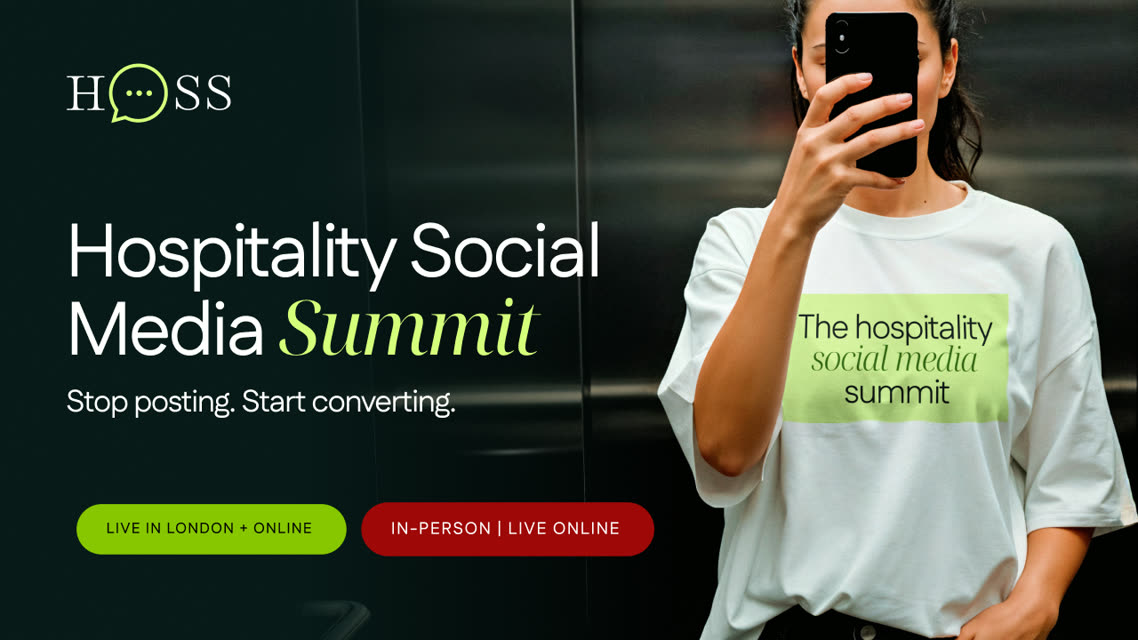 HOSS
Hospitality Social
Media Summit
Stop posting. Start converting.
LIVE IN LONDON + ONLINE
IN-PERSON | LIVE ONLINE
The hospitality
social media
summit